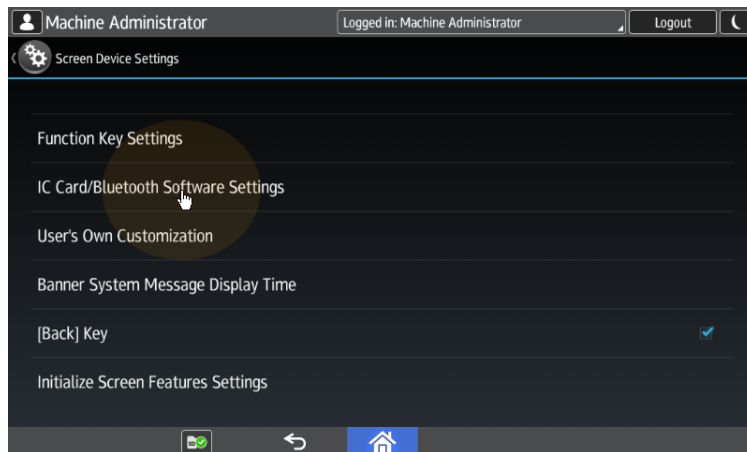 Machine Administrator
Logged in: Machine Administrator
Logout
Screen Device Settings
Function Key Settings
IC Card/Bluetooth Software Settings
User's Own Customization
Banner System Message Display Time
[Back] Key
Initialize Screen Features Settings
SD